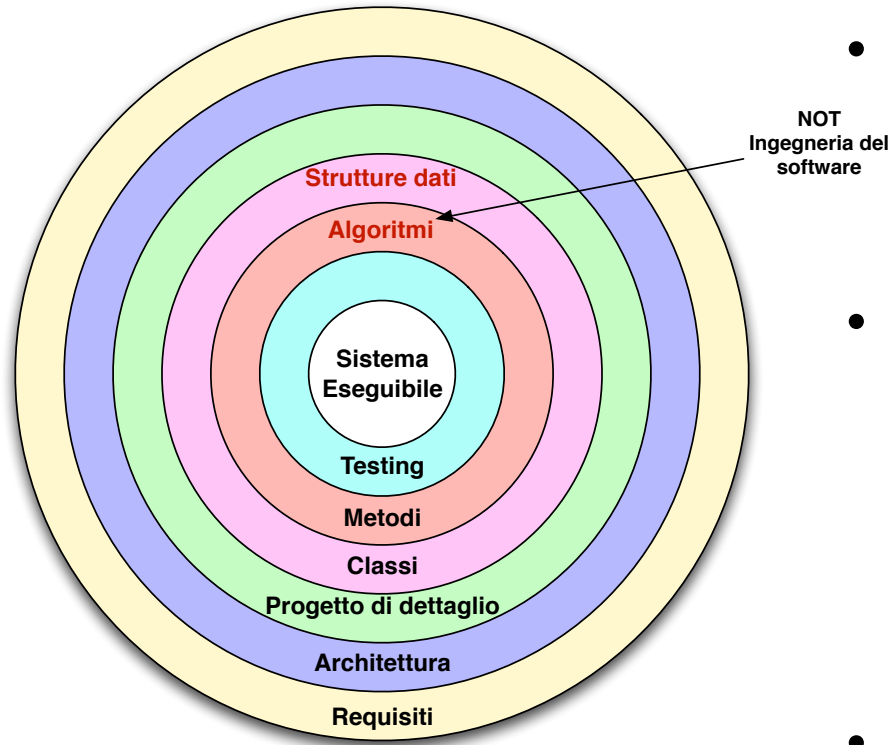 NOT
Ingegneria del
software
Strutture dati
Algoritmi
Sistema
Eseguibile
Testing
Metodi
Classi
Progetto di dettaglio
Architettura
Requisiti